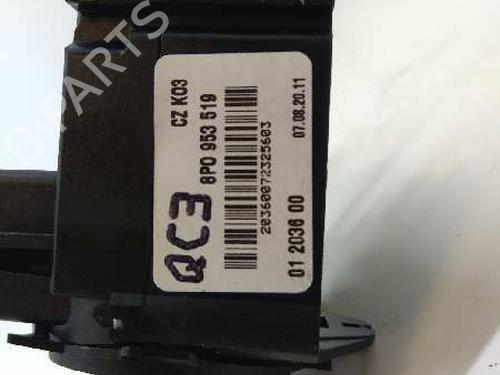 CZ K03
8P0 953 519
20360072325603
07.08.20.11
01 2036 00
QC3
B-PARTS